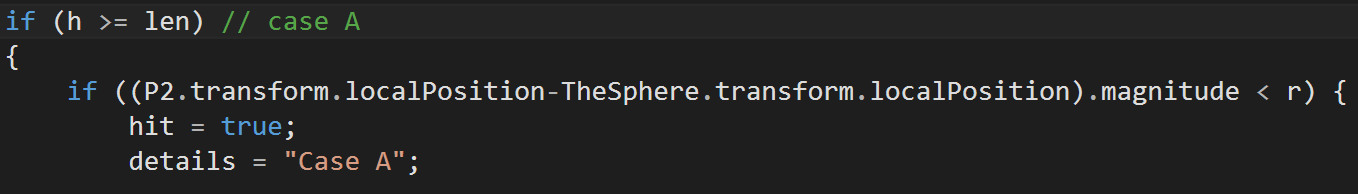 if (h >= len) // case A
{
if ((P2.transform.localPosition-TheSphere.transform.localPosition).magnitude < r) {
hit = true;
details = "Case A";